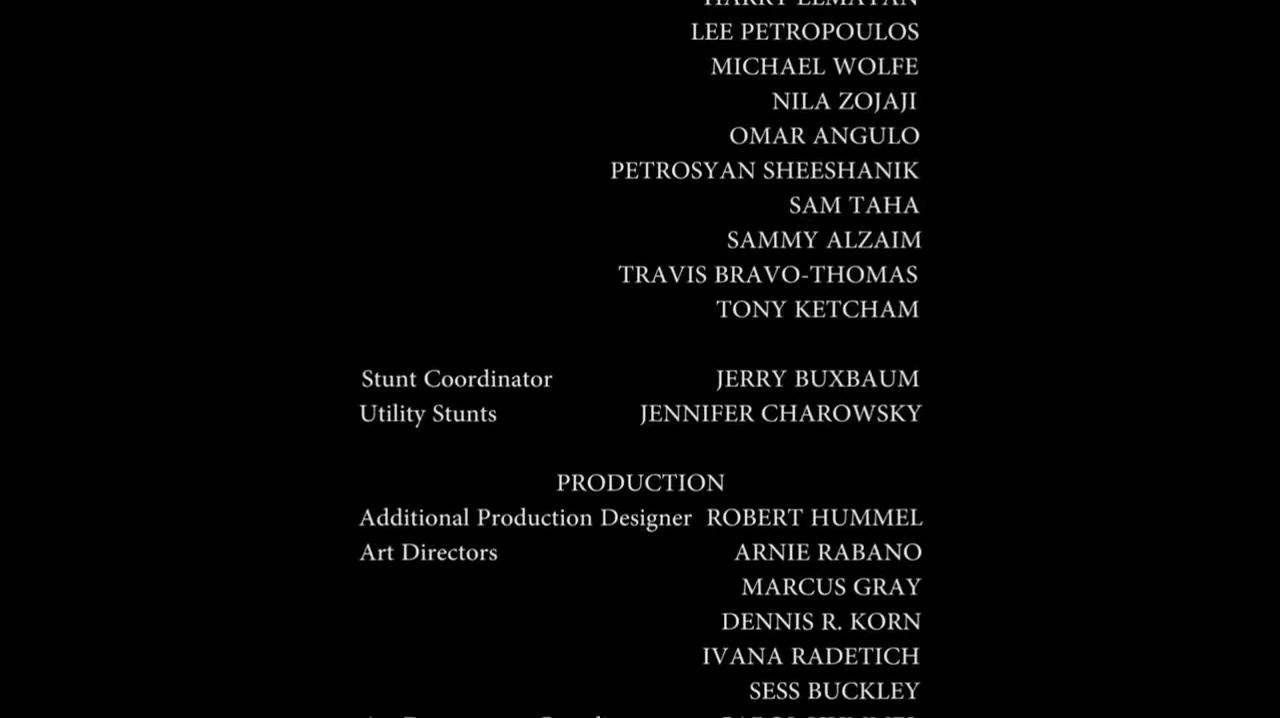 HARRY ELMAYAN
LEE PETROPOULOS
MICHAEL WOLFE
NILA ZOJAJI
OMAR ANGULO
PETROSYAN SHEESHANIK
SAM TAHA
SAMMY ALZAIM
TRAVIS BRAVO-THOMAS
TONY KETCHAM
Stunt Coordinator JERRY BUXBAUM
Utility Stunts JENNIFER CHAROWSKY
PRODUCTION
Additional Production Designer ROBERT HUMMEL
Art Directors ARNIE RABANO
MARCUS GRAY
DENNIS R. KORN
IVANA RADETICH
SESS BUCKLEY